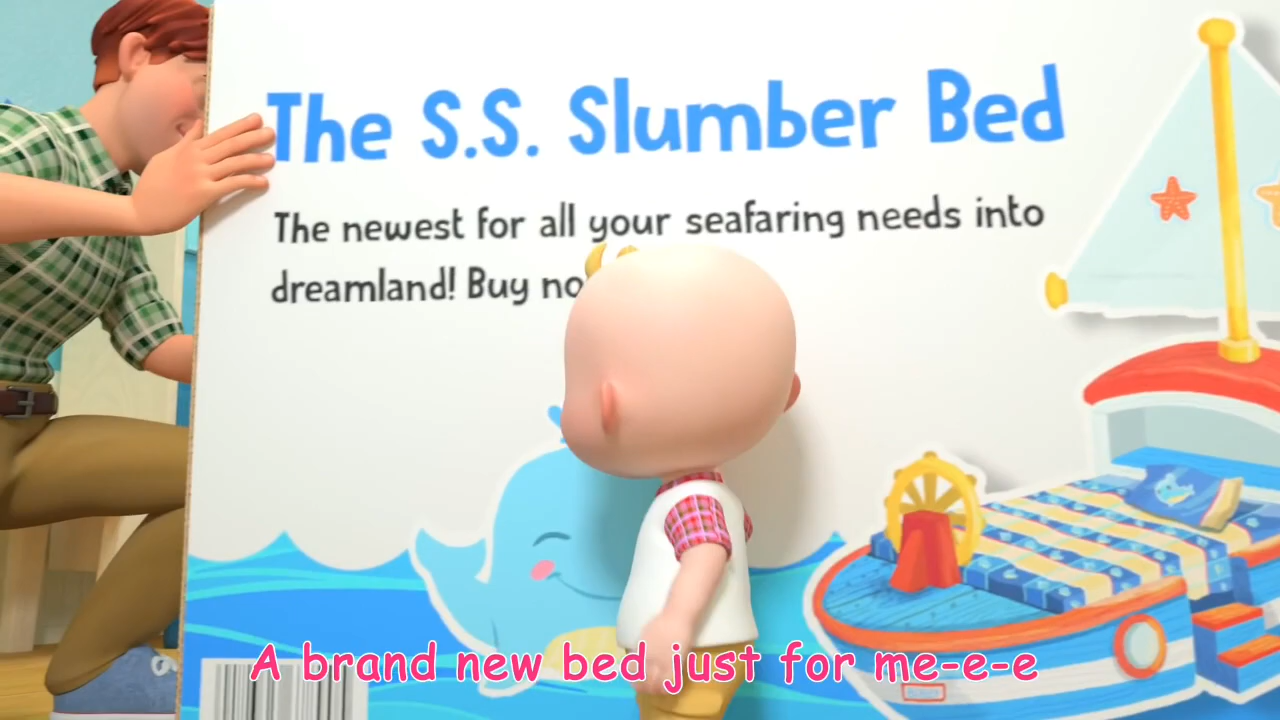 The S.S. Slumber Bed
The newest for all your seafaring needs into
dreamland! Buy no
A brand new bed just for me-e-e